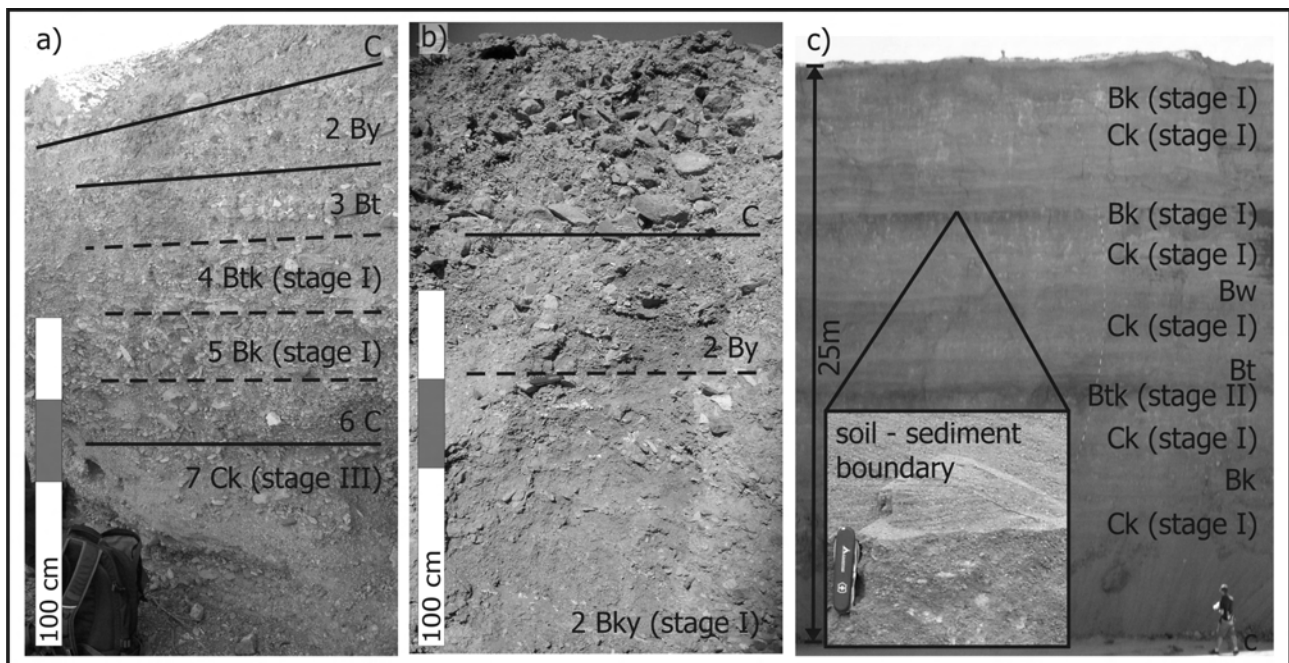 a)
C
2 By
3 Bt
4 Btk (stage I)
5 Bk (stage I)
6 C
7 Ck (stage III)
100 cm
b)
C
2 By
2 Bky (stage I)
100 cm
c)
25m
Bk (stage I)
Ck (stage I)
Bk (stage I)
Ck (stage I)
Bw
Ck (stage I)
Bt
Btk (stage II)
Ck (stage I)
Bk
Ck (stage I)
C
soil - sediment
boundary